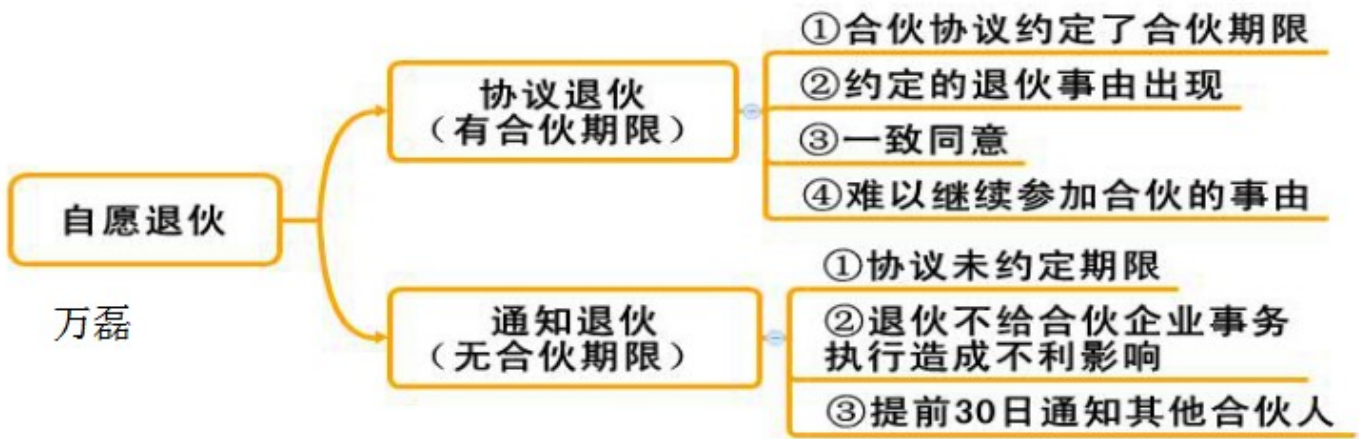 自愿退伙
万磊
协议退伙
（有合伙期限）
①合伙协议约定了合伙期限
②约定的退伙事由出现
③一致同意
④难以继续参加合伙的事由
通知退伙
（无合伙期限）
①协议未约定期限
②退伙不给合伙企业事务
执行造成不利影响
③提前30日通知其他合伙人